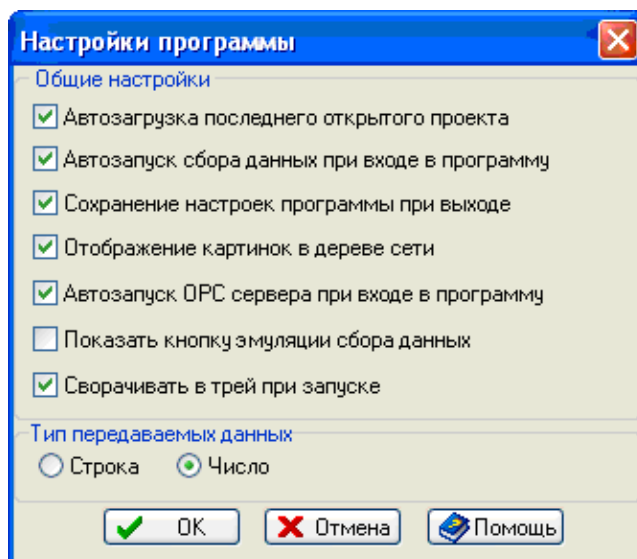 Настройки программы
Общие настройки
Автозагрузка последнего открытого проекта
Автозапуск сбора данных при входе в программу
Сохранение настроек программы при выходе
Отображение картинок в дереве сети
Автозапуск OPC сервера при входе в программу
Показать кнопку эмуляции сбора данных
Сворачивать в трей при запуске
Тип передаваемых данных
Строка Число
OK Отмена Помощь